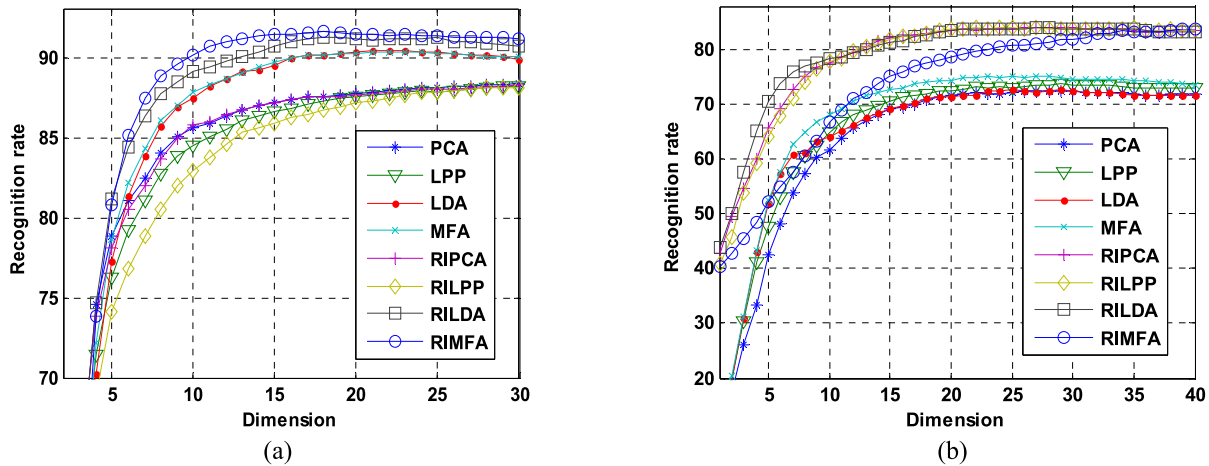 90
85
80
75
70
Recognition rate
5
10
15
20
25
30
Dimension
PCA
LPP
LDA
MFA
RIPCA
RILPP
RILDA
RIMFA
(a)
80
70
60
50
40
30
20
Recognition rate
5
10
15
20
25
30
35
40
Dimension
PCA
LPP
LDA
MFA
RIPCA
RILPP
RILDA
RIMFA
(b)